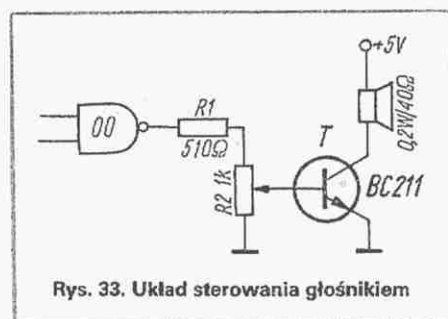 +5V
R1
00
510Ω
T
0,2W/40Ω
R2 1k
BC211
Rys. 33. Układ sterowania głośnikiem